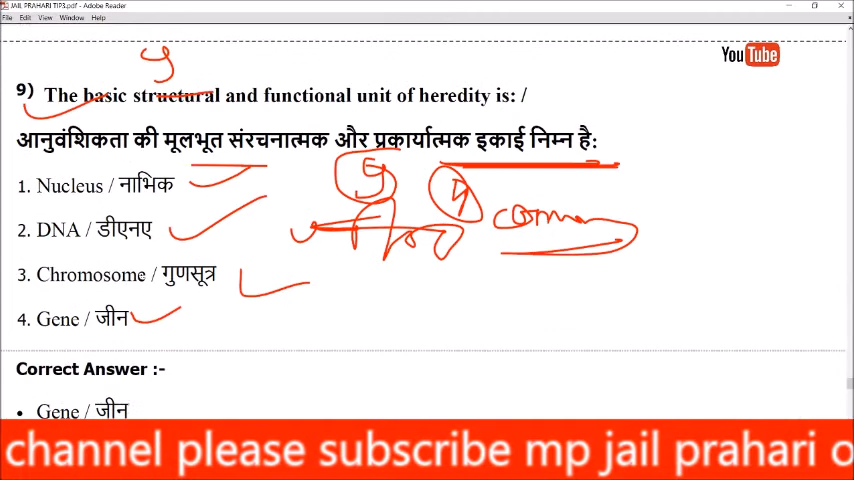 JAIL PRAHARI TIP3.pdf - Adobe Reader
File Edit View Window Help
YouTube
9) The basic structural and functional unit of heredity is: /
आनुवंशिकता की मूलभूत संरचनात्मक और प्रकार्यात्मक इकाई निम्न है:
1. Nucleus / नाभिक
2. DNA / डीएनए
3. Chromosome / गुणसूत्र
4. Gene / जीन
Correct Answer :-
• Gene / जीन
channel please subscribe mp jail prahari o